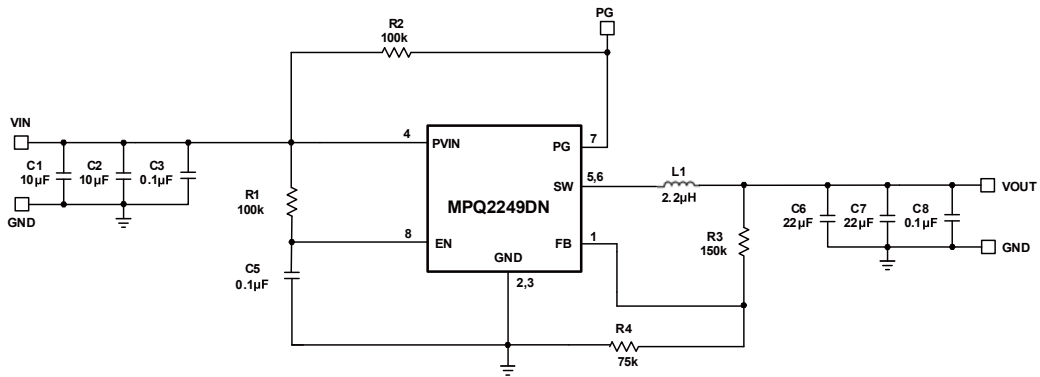 PG
R2
100k
VIN
4
PVIN
PG
7
C1
10µF
C2
10µF
C3
0.1µF
GND
R1
100k
SW
5,6
L1
2.2µH
VOUT
MPQ2249DN
C6
22µF
C7
22µF
C8
0.1µF
8
EN
FB
1
R3
150k
GND
GND
2,3
C5
0.1µF
R4
75k